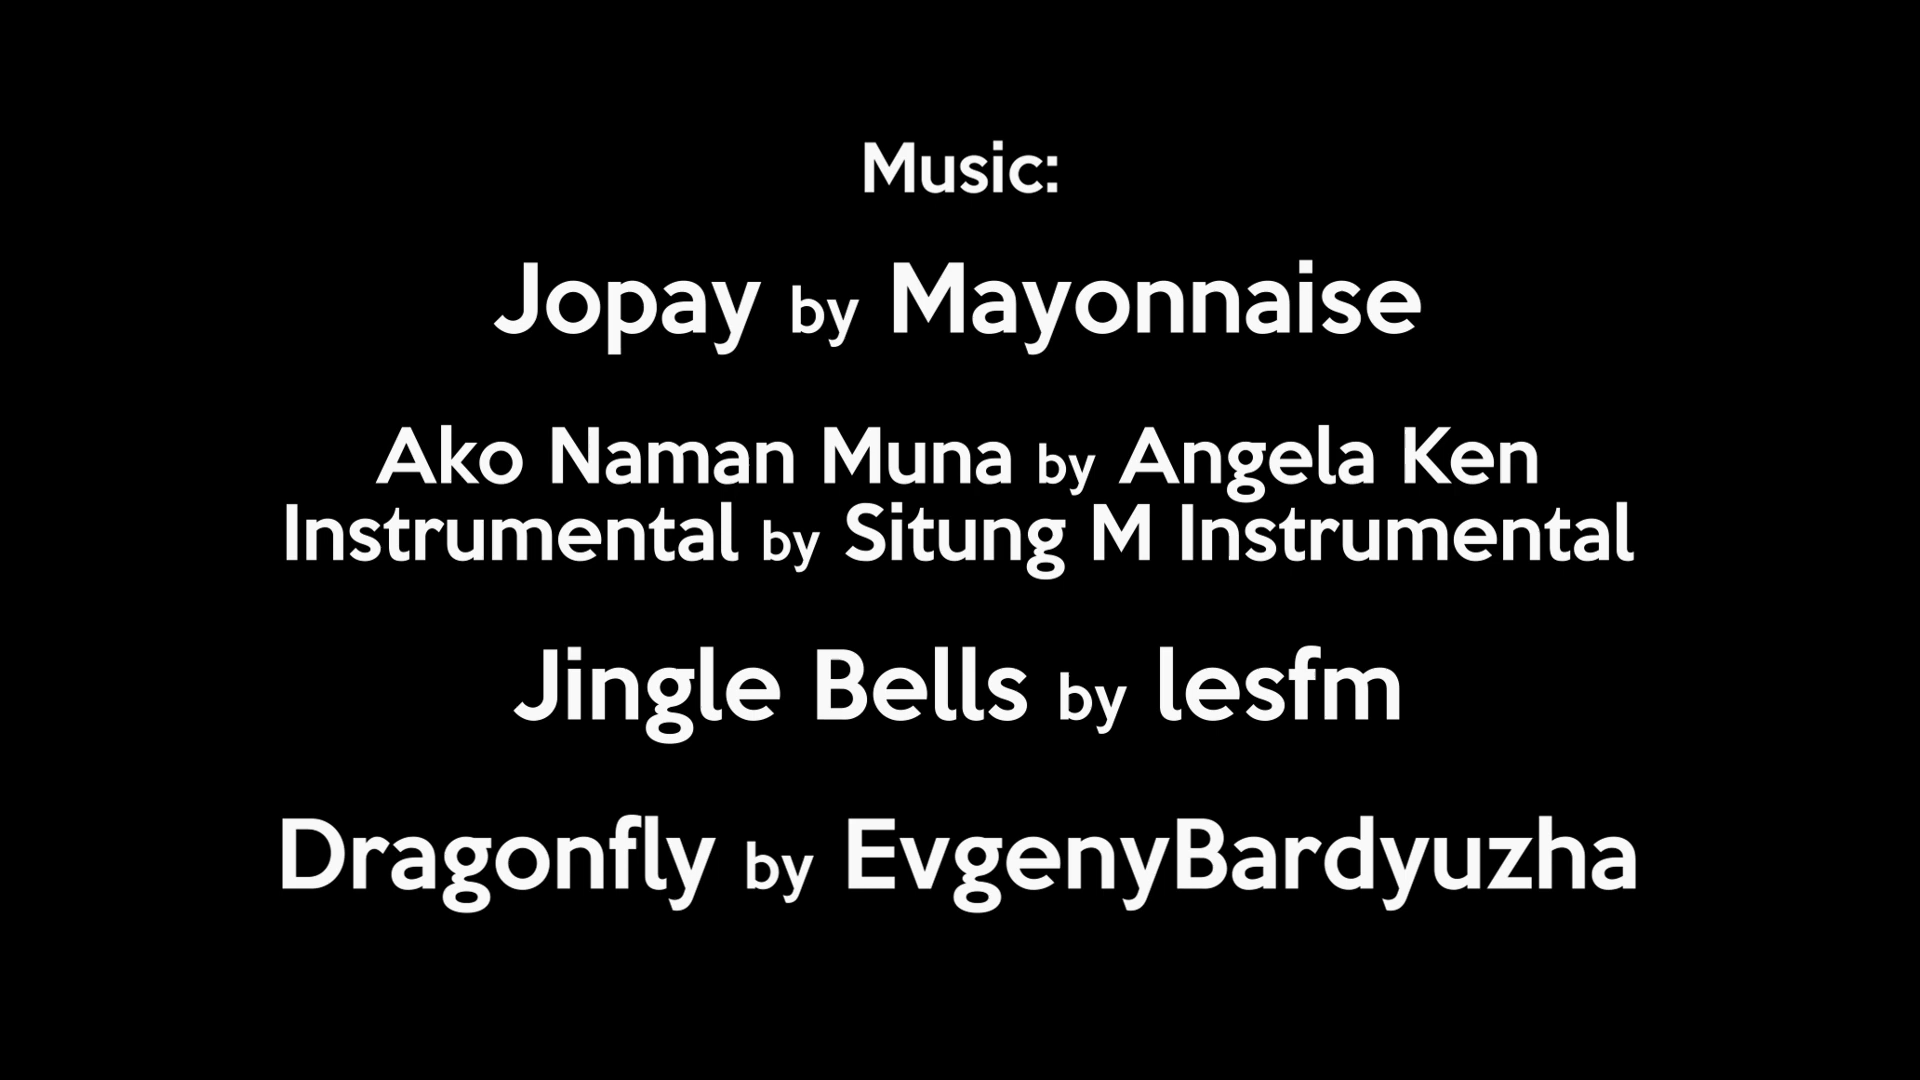 Music:
Jopay by Mayonnaise
Ako Naman Muna by Angela Ken
Instrumental by Situng M Instrumental
Jingle Bells by lesfm
Dragonfly by EvgenyBardyuzha